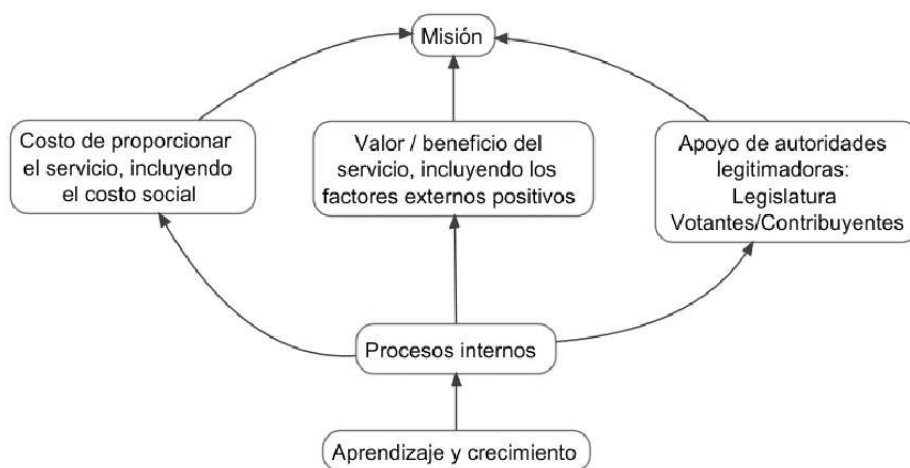 Misión
Costo de proporcionar
el servicio, incluyendo
el costo social
Valor / beneficio del
servicio, incluyendo los
factores externos positivos
Apoyo de autoridades
legitimadoras:
Legislatura
Votantes/Contribuyentes
Procesos internos
Aprendizaje y crecimiento